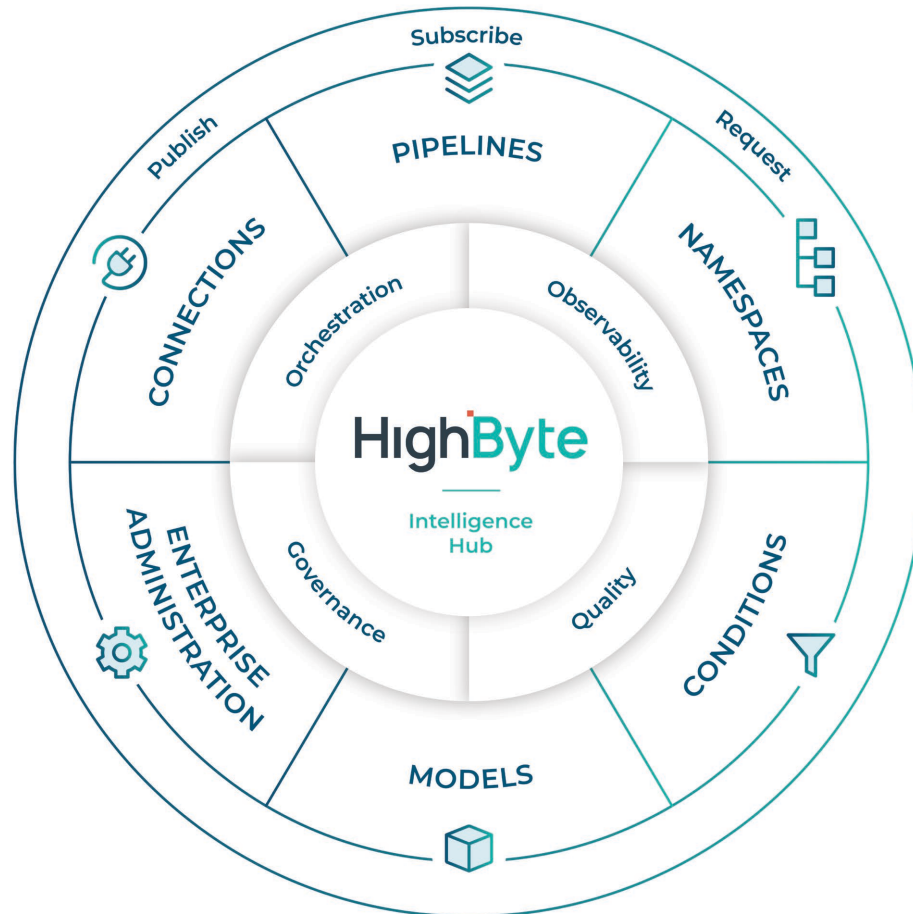 Subscribe
Publish
Request
PIPELINES
CONNECTIONS
NAMESPACES
Orchestration
Observability
HighByte
Intelligence
Hub
Governance
Quality
ENTERPRISE
ADMINISTRATION
CONDITIONS
MODELS